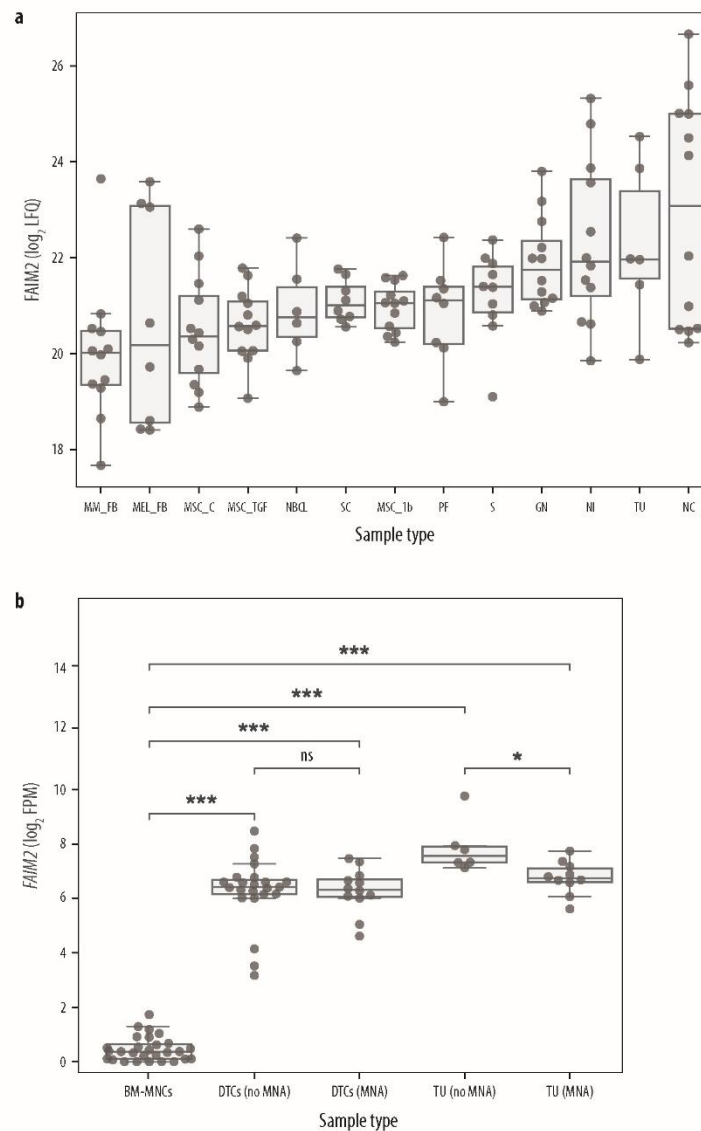 a
26
24
22
20
18
FAIM2 (log₂ LFQ)
MM_FB MEL_FB MSC_C MSC_TGF NBCL SC MSC_1b PF S GN NI TU NC
Sample type
b
14
12
10
8
6
4
2
0
FAIM2 (log₂ FPM)
***
***
***
ns
*
***
BM-MNCs DTCs (no MNA) DTCs (MNA) TU (no MNA) TU (MNA)
Sample type